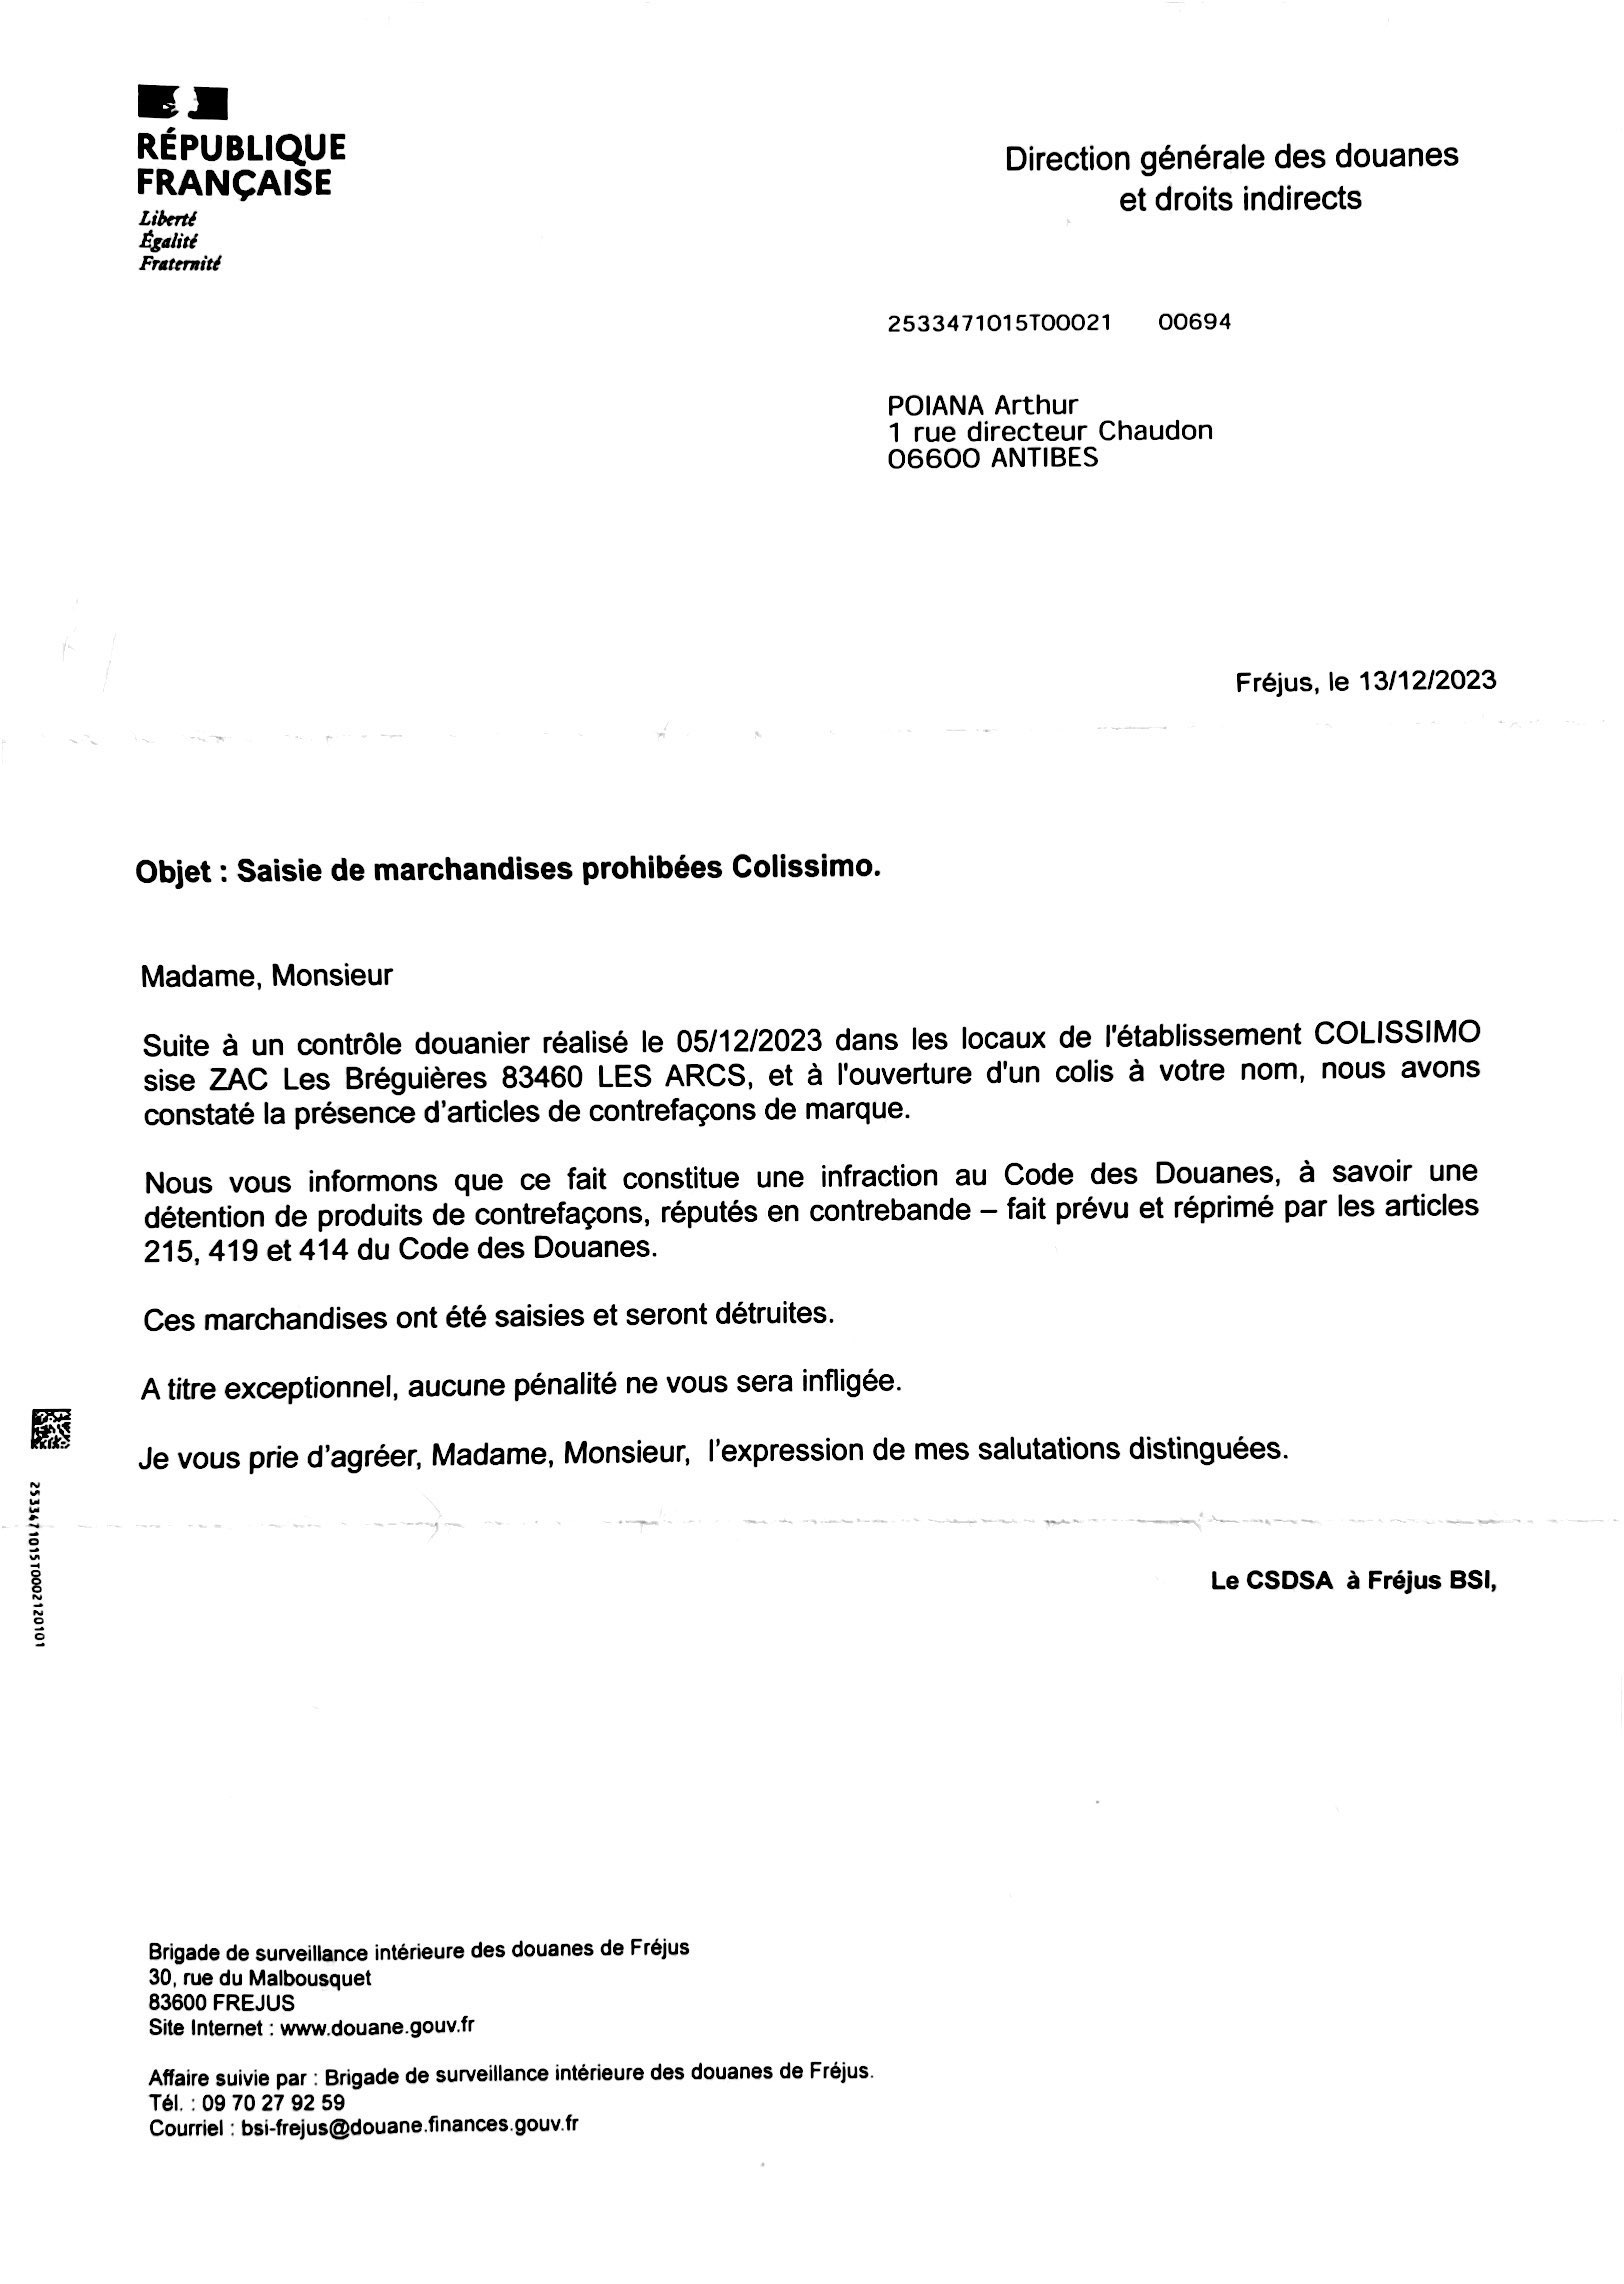 RÉPUBLIQUE
FRANÇAISE
Liberté
Égalité
Fraternité
Direction générale des douanes
et droits indirects
2533471015T00021 00694
POIANA Arthur
1 rue directeur Chaudon
06600 ANTIBES
Fréjus, le 13/12/2023
Objet : Saisie de marchandises prohibées Colissimo.
Madame, Monsieur
Suite à un contrôle douanier réalisé le 05/12/2023 dans les locaux de l'établissement COLISSIMO
sise ZAC Les Bréguières 83460 LES ARCS, et à l'ouverture d'un colis à votre nom, nous avons
constaté la présence d'articles de contrefaçons de marque.
Nous vous informons que ce fait constitue une infraction au Code des Douanes, à savoir une
détention de produits de contrefaçons, réputés en contrebande – fait prévu et réprimé par les articles
215, 419 et 414 du Code des Douanes.
Ces marchandises ont été saisies et seront détruites.
A titre exceptionnel, aucune pénalité ne vous sera infligée.
Je vous prie d'agréer, Madame, Monsieur, l'expression de mes salutations distinguées.
2533471015T0002120101
Le CSDSA à Fréjus BSI,
Brigade de surveillance intérieure des douanes de Fréjus
30, rue du Malbousquet
83600 FREJUS
Site Internet : www.douane.gouv.fr
Affaire suivie par : Brigade de surveillance intérieure des douanes de Fréjus.
Tél. : 09 70 27 92 59
Courriel : bsi-frejus@douane.finances.gouv.fr